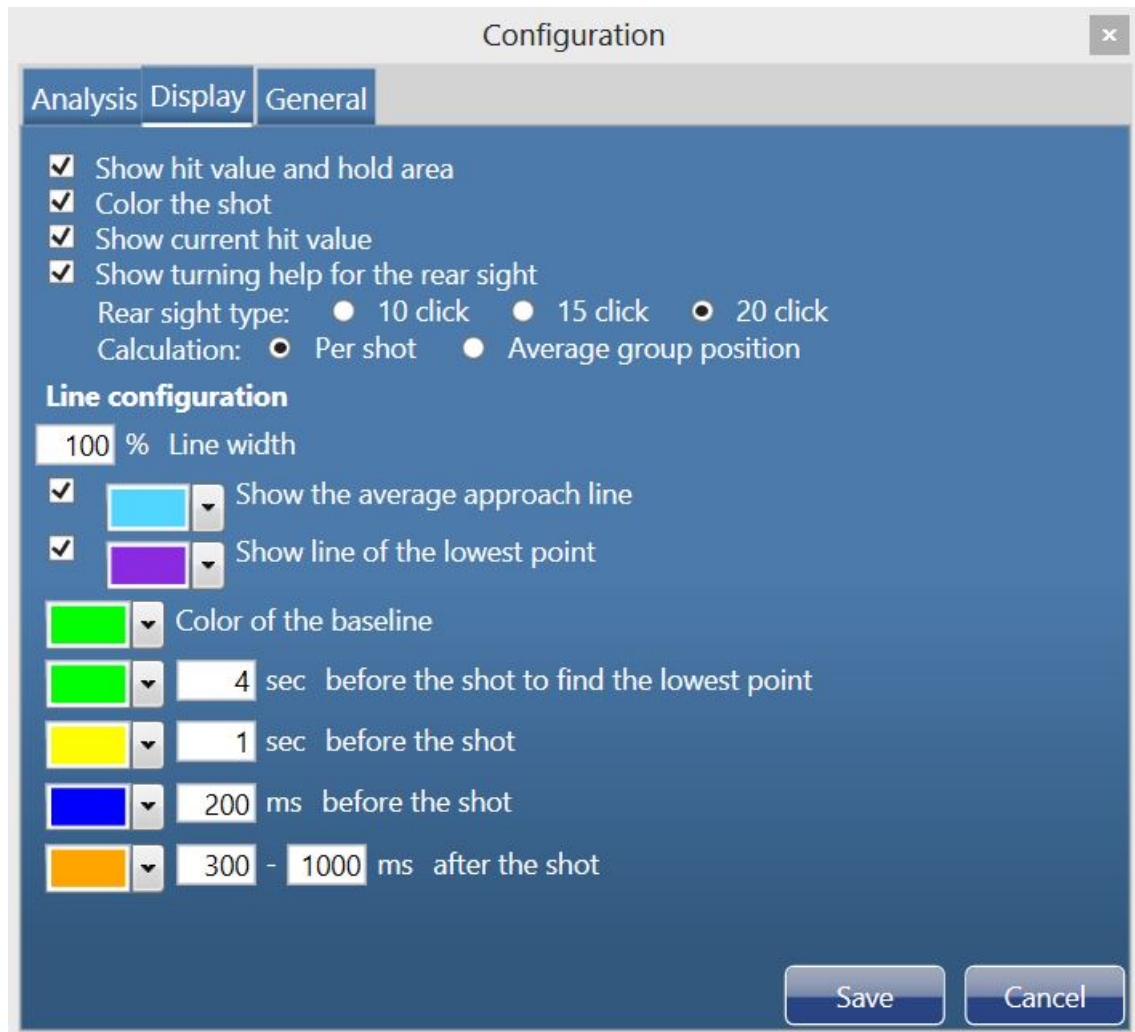 Configuration
Analysis Display General
Show hit value and hold area
Color the shot
Show current hit value
Show turning help for the rear sight
Rear sight type: 10 click 15 click 20 click
Calculation: Per shot Average group position
Line configuration
100 % Line width
Show the average approach line
Show line of the lowest point
Color of the baseline
4 sec before the shot to find the lowest point
1 sec before the shot
200 ms before the shot
300 - 1000 ms after the shot
Save Cancel